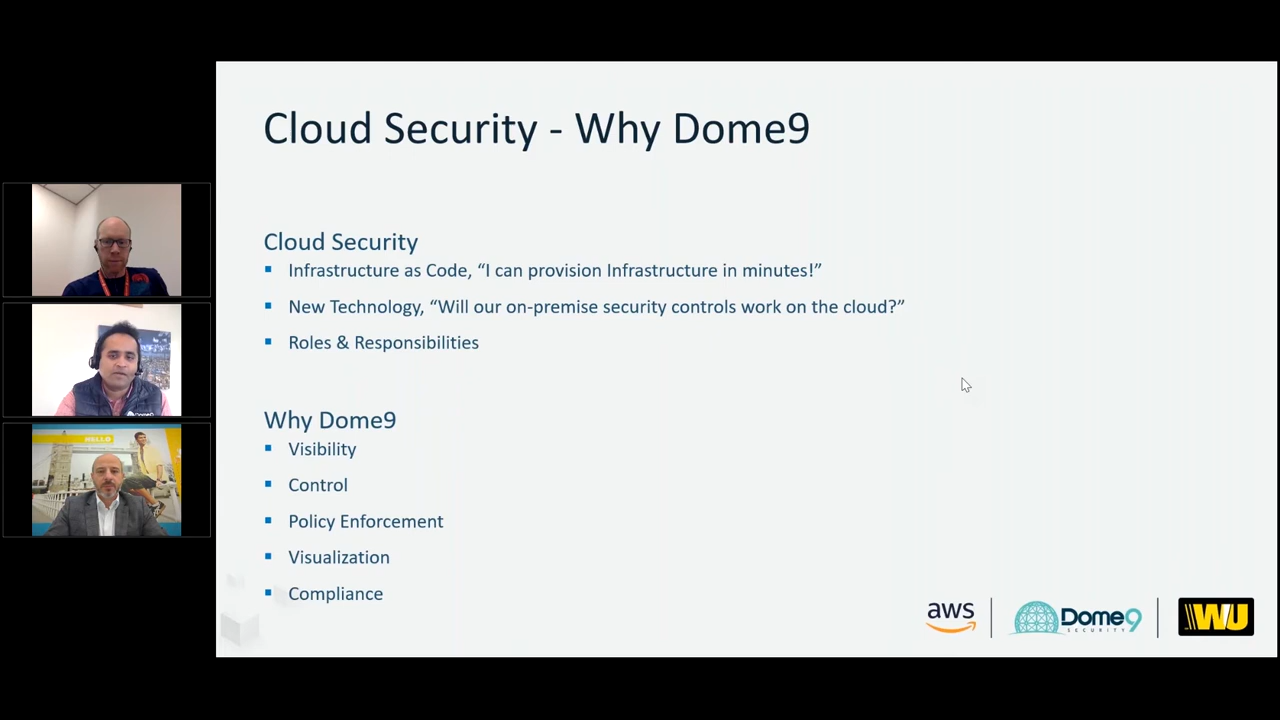 Cloud Security - Why Dome9
Cloud Security
Infrastructure as Code, “I can provision Infrastructure in minutes!”
New Technology, “Will our on-premise security controls work on the cloud?”
Roles & Responsibilities
Why Dome9
Visibility
Control
Policy Enforcement
Visualization
Compliance
HELLO
Dome9
aws
Dome9
SECURITY
WU